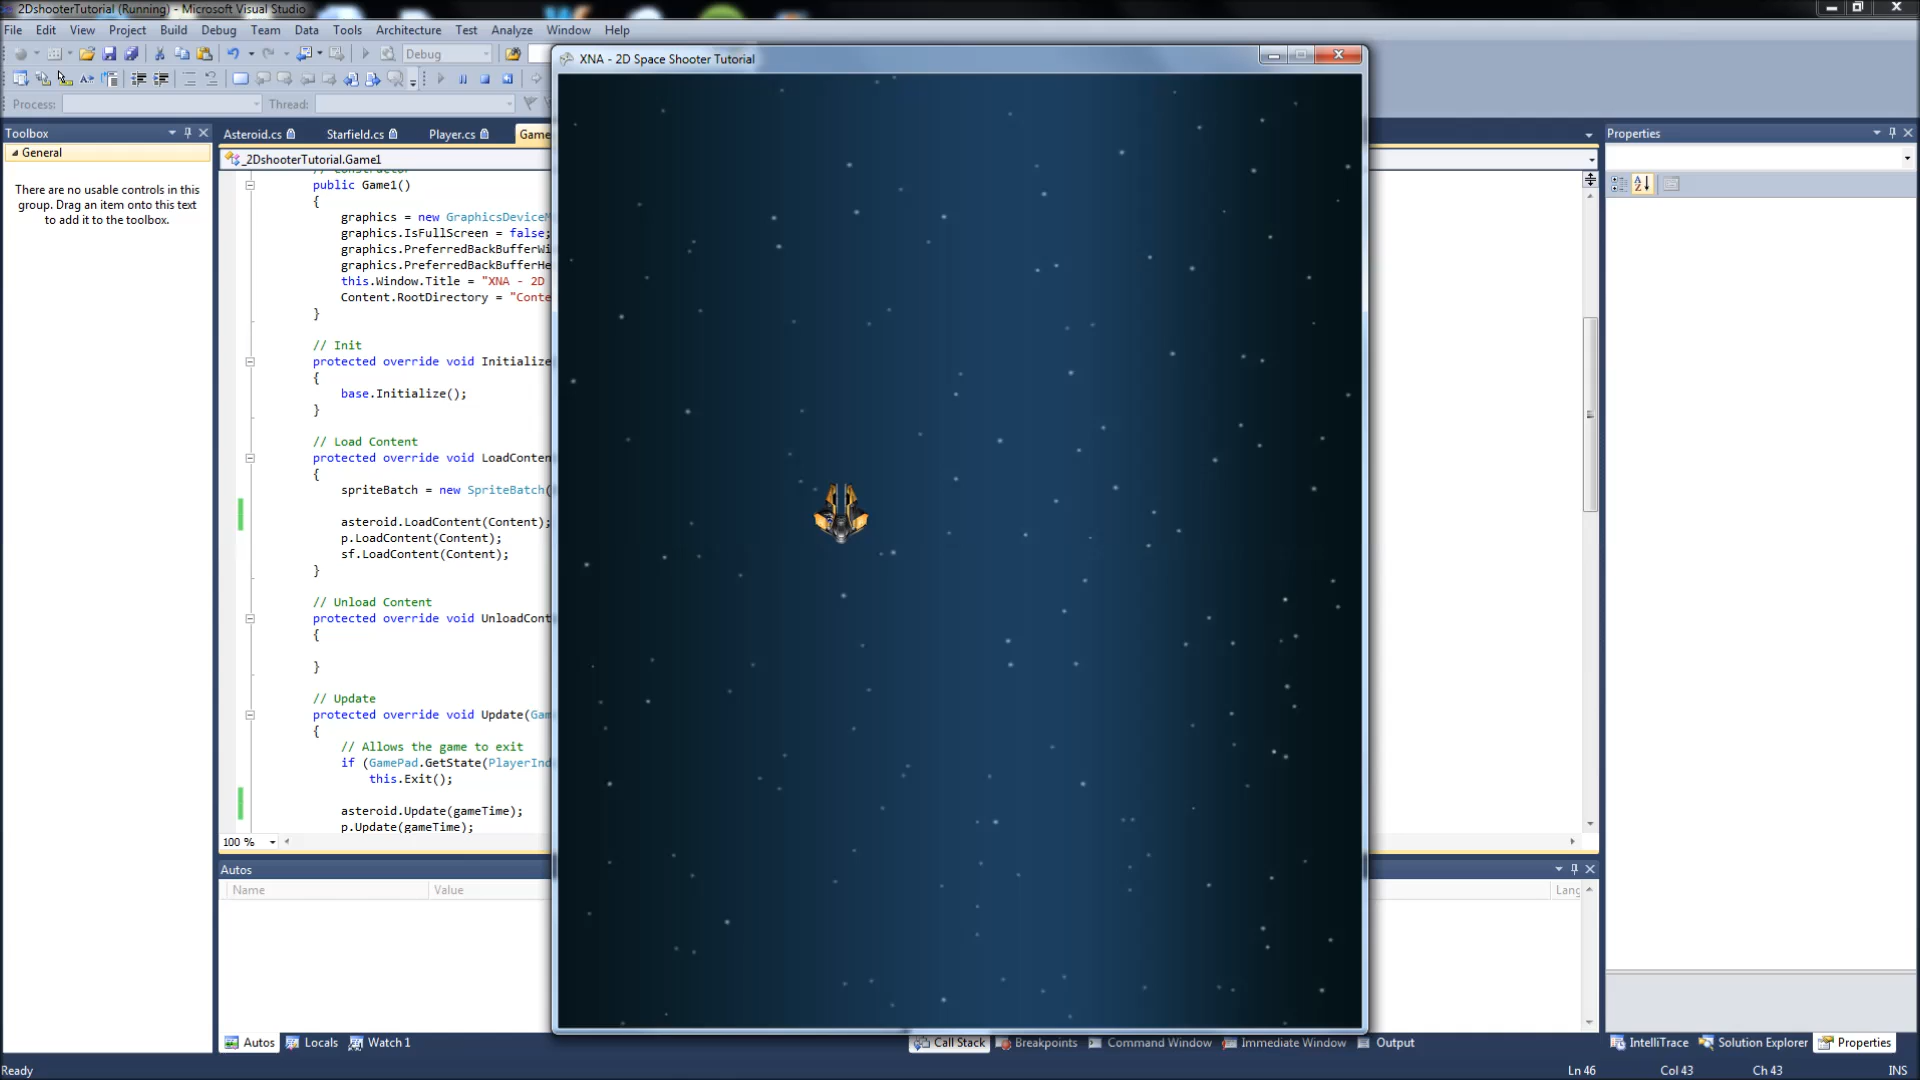 2DshooterTutorial (Running) - Microsoft Visual Studio
File Edit View Project Build Debug Team Data Tools Architecture Test Analyze Window Help
Debug
XNA - 2D Space Shooter Tutorial
Process: Thread:
Toolbox
Asteroid.cs Starfield.cs Player.cs Game
Properties
General
_2DshooterTutorial.Game1
There are no usable controls in this
group. Drag an item onto this text
to add it to the toolbox.
// Constructor
public Game1()
{
graphics = new GraphicsDeviceM
graphics.IsFullScreen = false;
graphics.PreferredBackBufferWi
graphics.PreferredBackBufferHe
this.Window.Title = "XNA - 2D
Content.RootDirectory = "Conte
}
// Init
protected override void Initialize
{
base.Initialize();
}
// Load Content
protected override void LoadConten
{
spriteBatch = new SpriteBatch(
asteroid.LoadContent(Content);
p.LoadContent(Content);
sf.LoadContent(Content);
}
// Unload Content
protected override void UnloadCont
{
}
// Update
protected override void Update(Gam
{
// Allows the game to exit
if (GamePad.GetState(PlayerInd
this.Exit();
asteroid.Update(gameTime);
p.Update(gameTime);
100 %
Autos
Name Value Lang
Autos Locals Watch 1
Call Stack Breakpoints Command Window Immediate Window Output
IntelliTrace Solution Explorer Properties
Ready Ln 46 Col 43 Ch 43 INS